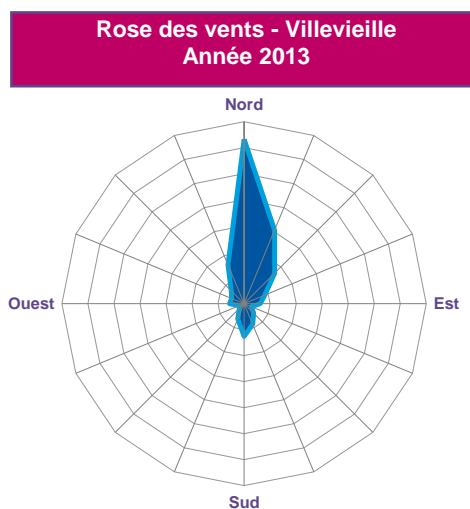 Rose des vents - Villevieille
Année 2013
Nord
Ouest
Est
Sud